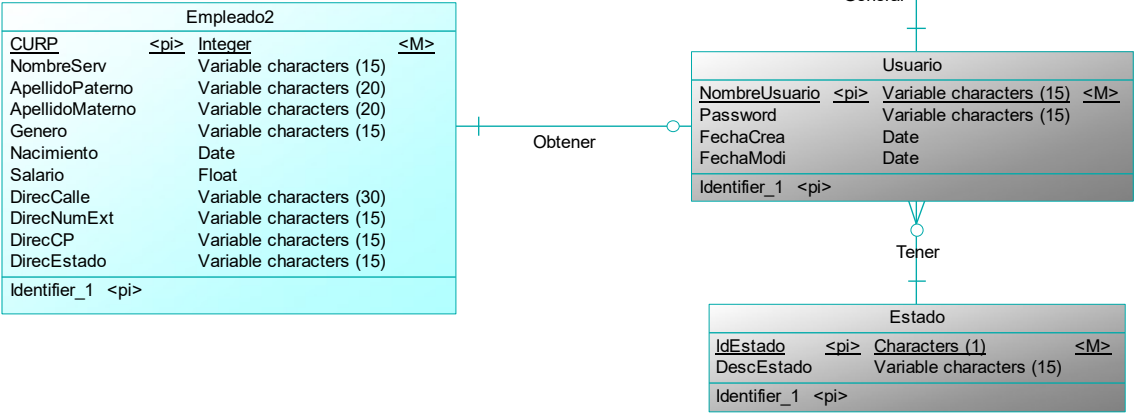 General
Empleado2
CURP <pi> Integer <M>
NombreServ Variable characters (15)
ApellidoPaterno Variable characters (20)
ApellidoMaterno Variable characters (20)
Genero Variable characters (15)
Nacimiento Date
Salario Float
DirecCalle Variable characters (30)
DirecNumExt Variable characters (15)
DirecCP Variable characters (15)
DirecEstado Variable characters (15)
Identifier_1 <pi>
Obtener
Usuario
NombreUsuario <pi> Variable characters (15) <M>
Password Variable characters (15)
FechaCrea Date
FechaModi Date
Identifier_1 <pi>
Tener
Estado
IdEstado <pi> Characters (1) <M>
DescEstado Variable characters (15)
Identifier_1 <pi>